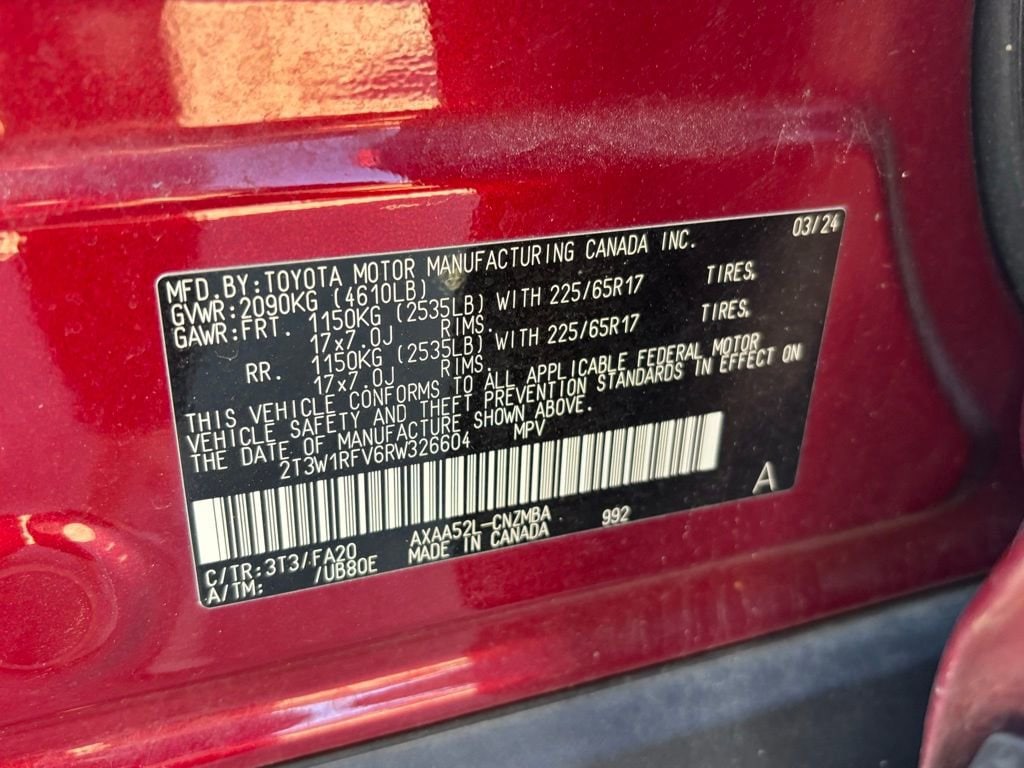 03/24
MFD. BY: TOYOTA MOTOR MANUFACTURING CANADA INC.
GVWR: 2090KG (4610LB)
GAWR: FRT. 1150KG (2535LB) WITH 225/65R17 TIRES,
17x7.0J RIMS.
RR. 1150KG (2535LB) WITH 225/65R17 TIRES,
17x7.0J RIMS.
THIS VEHICLE CONFORMS TO ALL APPLICABLE FEDERAL MOTOR
VEHICLE SAFETY AND THEFT PREVENTION STANDARDS IN EFFECT ON
THE DATE OF MANUFACTURE SHOWN ABOVE.
2T3W1RFV6RW326604 MPV
A
C/TR: 3T3/FA20 AXAA52L-CNZMBA 992
A/TM: /UB80E MADE IN CANADA